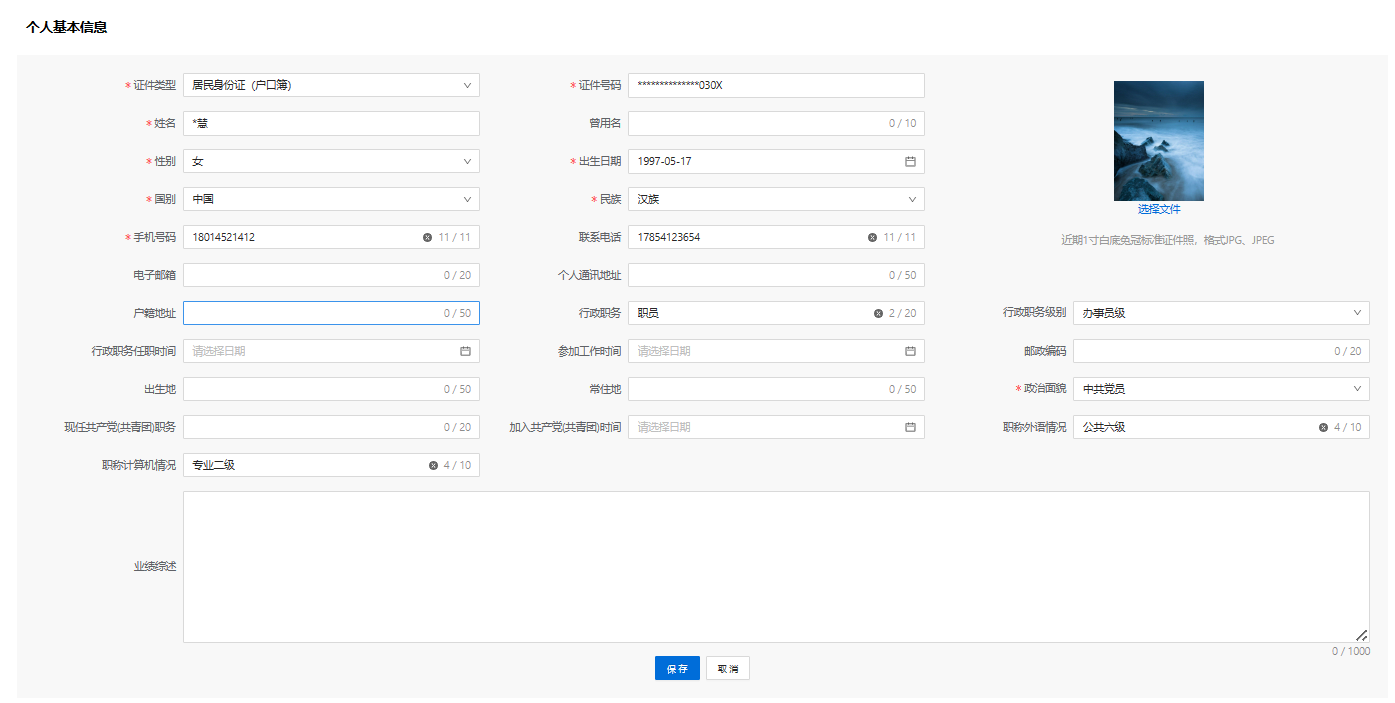 个人基本信息
* 证件类型 居民身份证（户口簿） * 证件号码 **************030X
* 姓名 *慧 曾用名 0 / 10
* 性别 女 * 出生日期 1997-05-17
* 国别 中国 * 民族 汉族
选择文件
* 手机号码 18014521412 11 / 11 联系电话 17854123654 11 / 11 近期1寸白底免冠标准证件照，格式JPG、JPEG
电子邮箱 0 / 20 个人通讯地址 0 / 50
户籍地址 0 / 50 行政职务 职员 2 / 20 行政职务级别 办事员级
行政职务任职时间 请选择日期 参加工作时间 请选择日期 邮政编码 0 / 20
出生地 0 / 50 常住地 0 / 50 * 政治面貌 中共党员
现任共产党(共青团)职务 0 / 20 加入共产党(共青团)时间 请选择日期 职称外语情况 公共六级 4 / 10
职称计算机情况 专业二级 4 / 10
业绩综述
0 / 1000
保存 取消